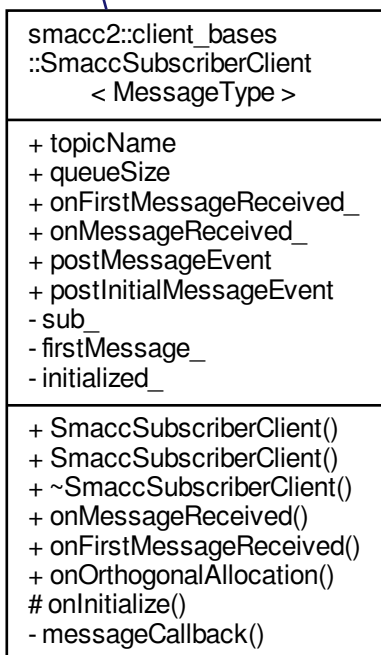 smacc2::client_bases
::SmaccSubscriberClient
< MessageType >
+ topicName
+ queueSize
+ onFirstMessageReceived_
+ onMessageReceived_
+ postMessageEvent
+ postInitialMessageEvent
- sub_
- firstMessage_
- initialized_
+ SmaccSubscriberClient()
+ SmaccSubscriberClient()
+ ~SmaccSubscriberClient()
+ onMessageReceived()
+ onFirstMessageReceived()
+ onOrthogonalAllocation()
# onInitialize()
- messageCallback()